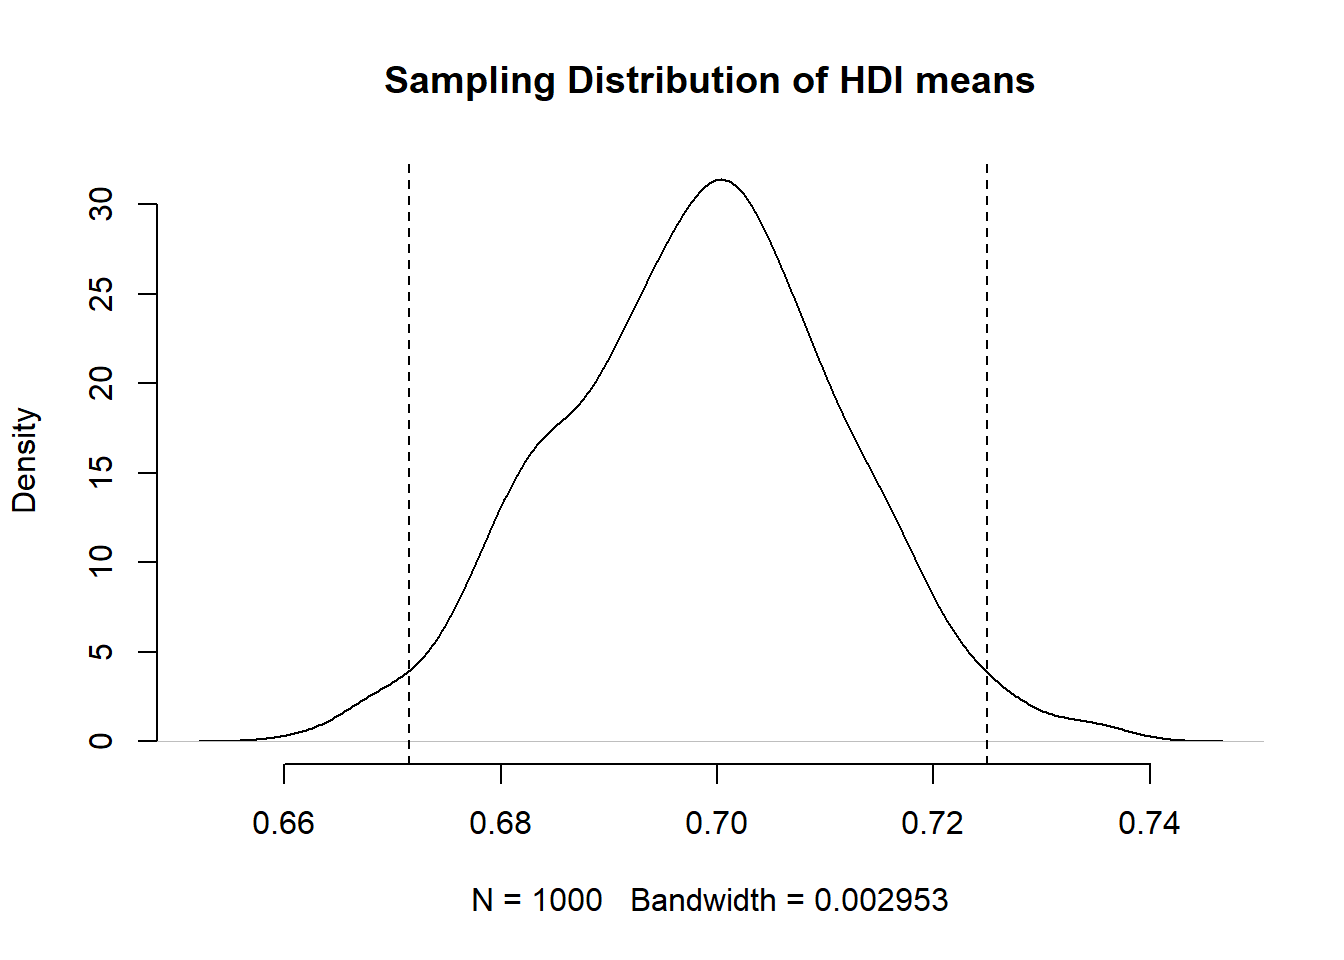 Sampling Distribution of HDI means
30
25
20
15
10
5
0
Density
0.66 0.68 0.70 0.72 0.74
N = 1000 Bandwidth = 0.002953